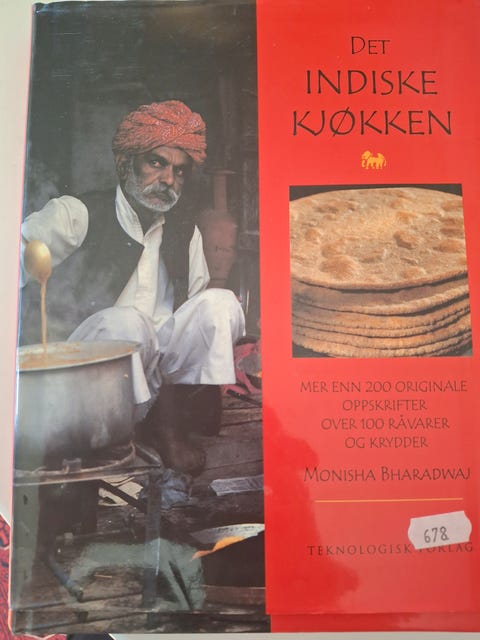 DET
INDISKE
KJØKKEN
MER ENN 200 ORIGINALE
OPPSKRIFTER
OVER 100 RÅVARER
OG KRYDDER
MONISHA BHARADWAJ
678
TEKNOLOGISK FORLAG